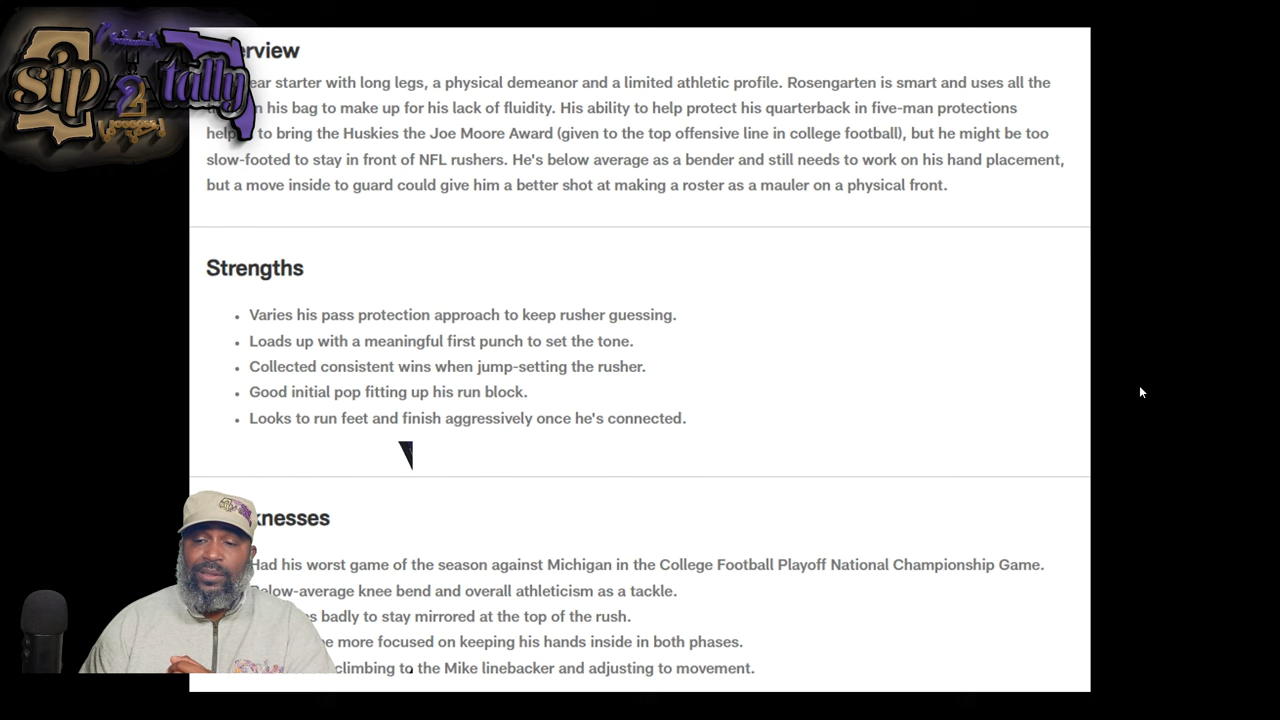 sip 2 tally
erview
ear starter with long legs, a physical demeanor and a limited athletic profile. Rosengarten is smart and uses all the
n his bag to make up for his lack of fluidity. His ability to help protect his quarterback in five-man protections
help to bring the Huskies the Joe Moore Award (given to the top offensive line in college football), but he might be too
slow-footed to stay in front of NFL rushers. He's below average as a bender and still needs to work on his hand placement,
but a move inside to guard could give him a better shot at making a roster as a mauler on a physical front.
Strengths
• Varies his pass protection approach to keep rusher guessing.
• Loads up with a meaningful first punch to set the tone.
• Collected consistent wins when jump-setting the rusher.
• Good initial pop fitting up his run block.
• Looks to run feet and finish aggressively once he's connected.
knesses
Had his worst game of the season against Michigan in the College Football Playoff National Championship Game.
Below-average knee bend and overall athleticism as a tackle.
es badly to stay mirrored at the top of the rush.
e more focused on keeping his hands inside in both phases.
climbing to the Mike linebacker and adjusting to movement.